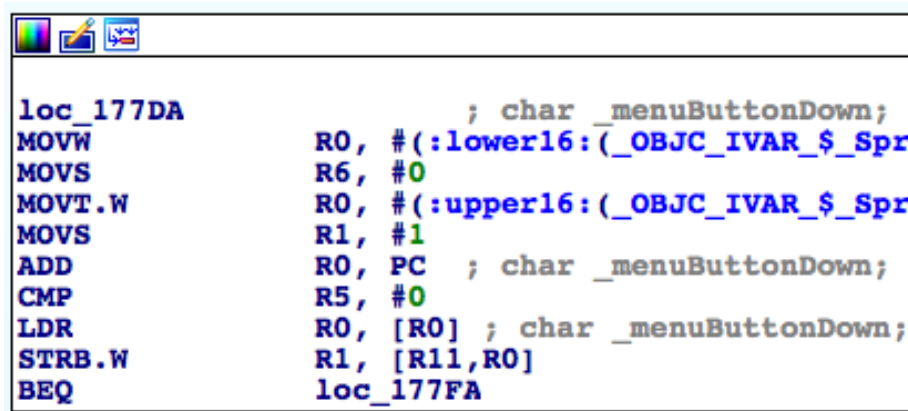 loc_177DA ; char _menuButtonDown;
MOVW R0, #(:lower16:(_OBJC_IVAR_$_Spr
MOVS R6, #0
MOVT.W R0, #(:upper16:(_OBJC_IVAR_$_Spr
MOVS R1, #1
ADD R0, PC ; char _menuButtonDown;
CMP R5, #0
LDR R0, [R0] ; char _menuButtonDown;
STRB.W R1, [R11,R0]
BEQ loc_177FA